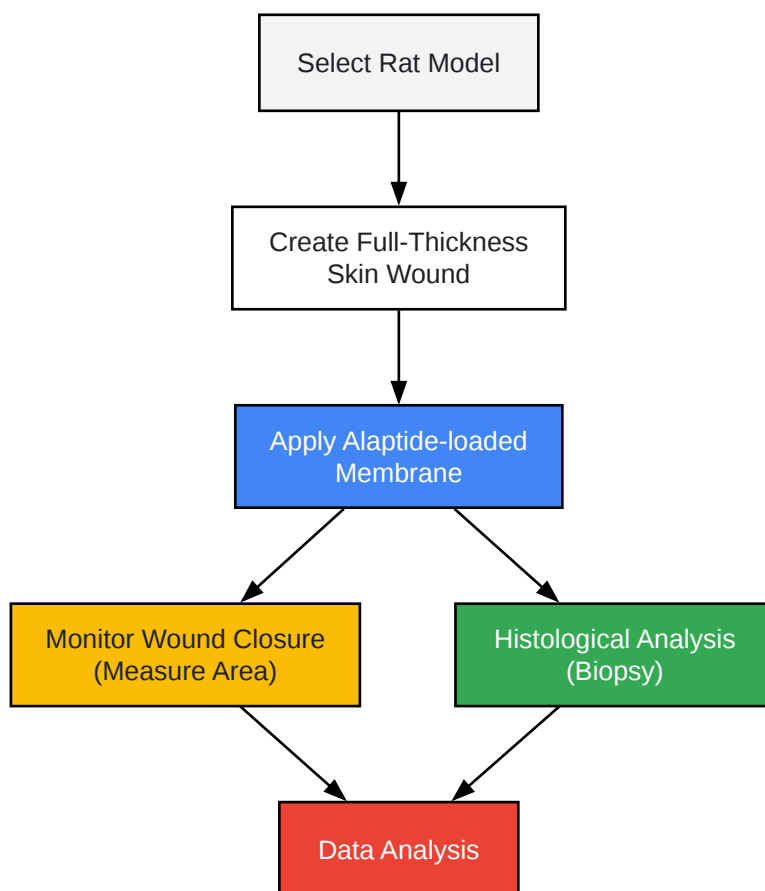 Select Rat Model
Create Full-Thickness
Skin Wound
Apply Alaptide-loaded
Membrane
Monitor Wound Closure
(Measure Area)
Histological Analysis
(Biopsy)
Data Analysis